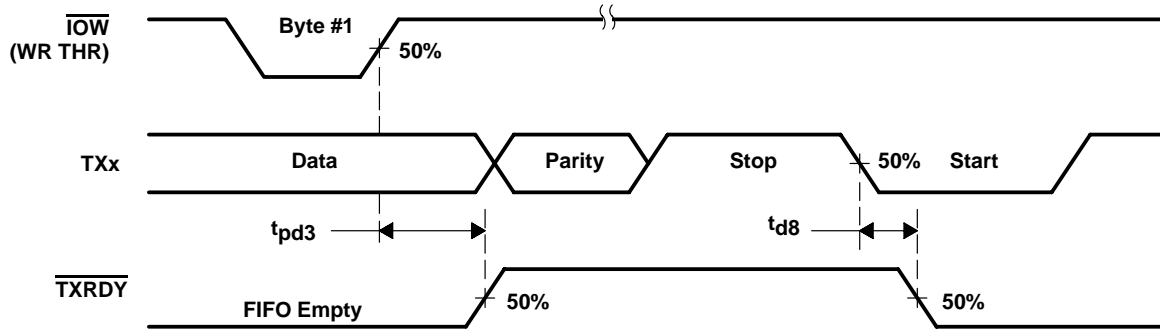 IOW
(WR THR)
Byte #1
50%
TXx
Data
Parity
Stop
50%
Start
tpd3
td8
TXRDY
FIFO Empty
50%
50%